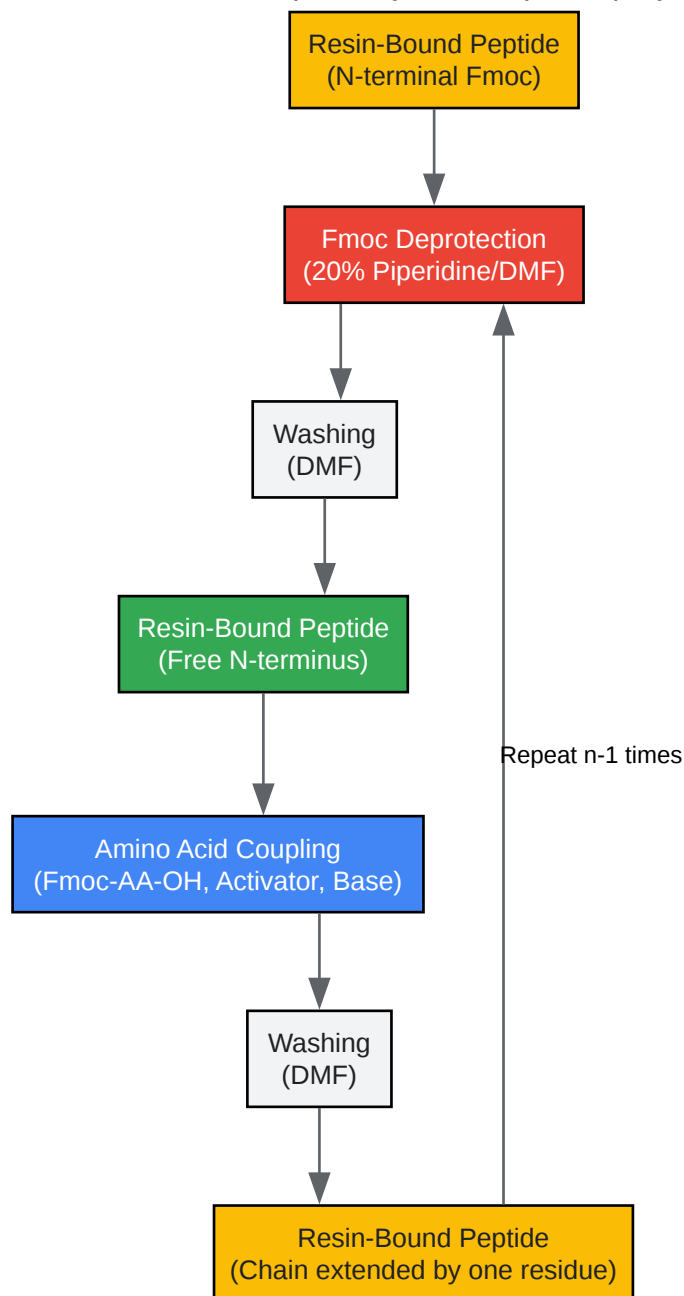 Resin-Bound Peptide
(N-terminal Fmoc)
Fmoc Deprotection
(20% Piperidine/DMF)
Washing
(DMF)
Resin-Bound Peptide
(Free N-terminus)
Repeat n-1 times
Amino Acid Coupling
(Fmoc-AA-OH, Activator, Base)
Washing
(DMF)
Resin-Bound Peptide
(Chain extended by one residue)